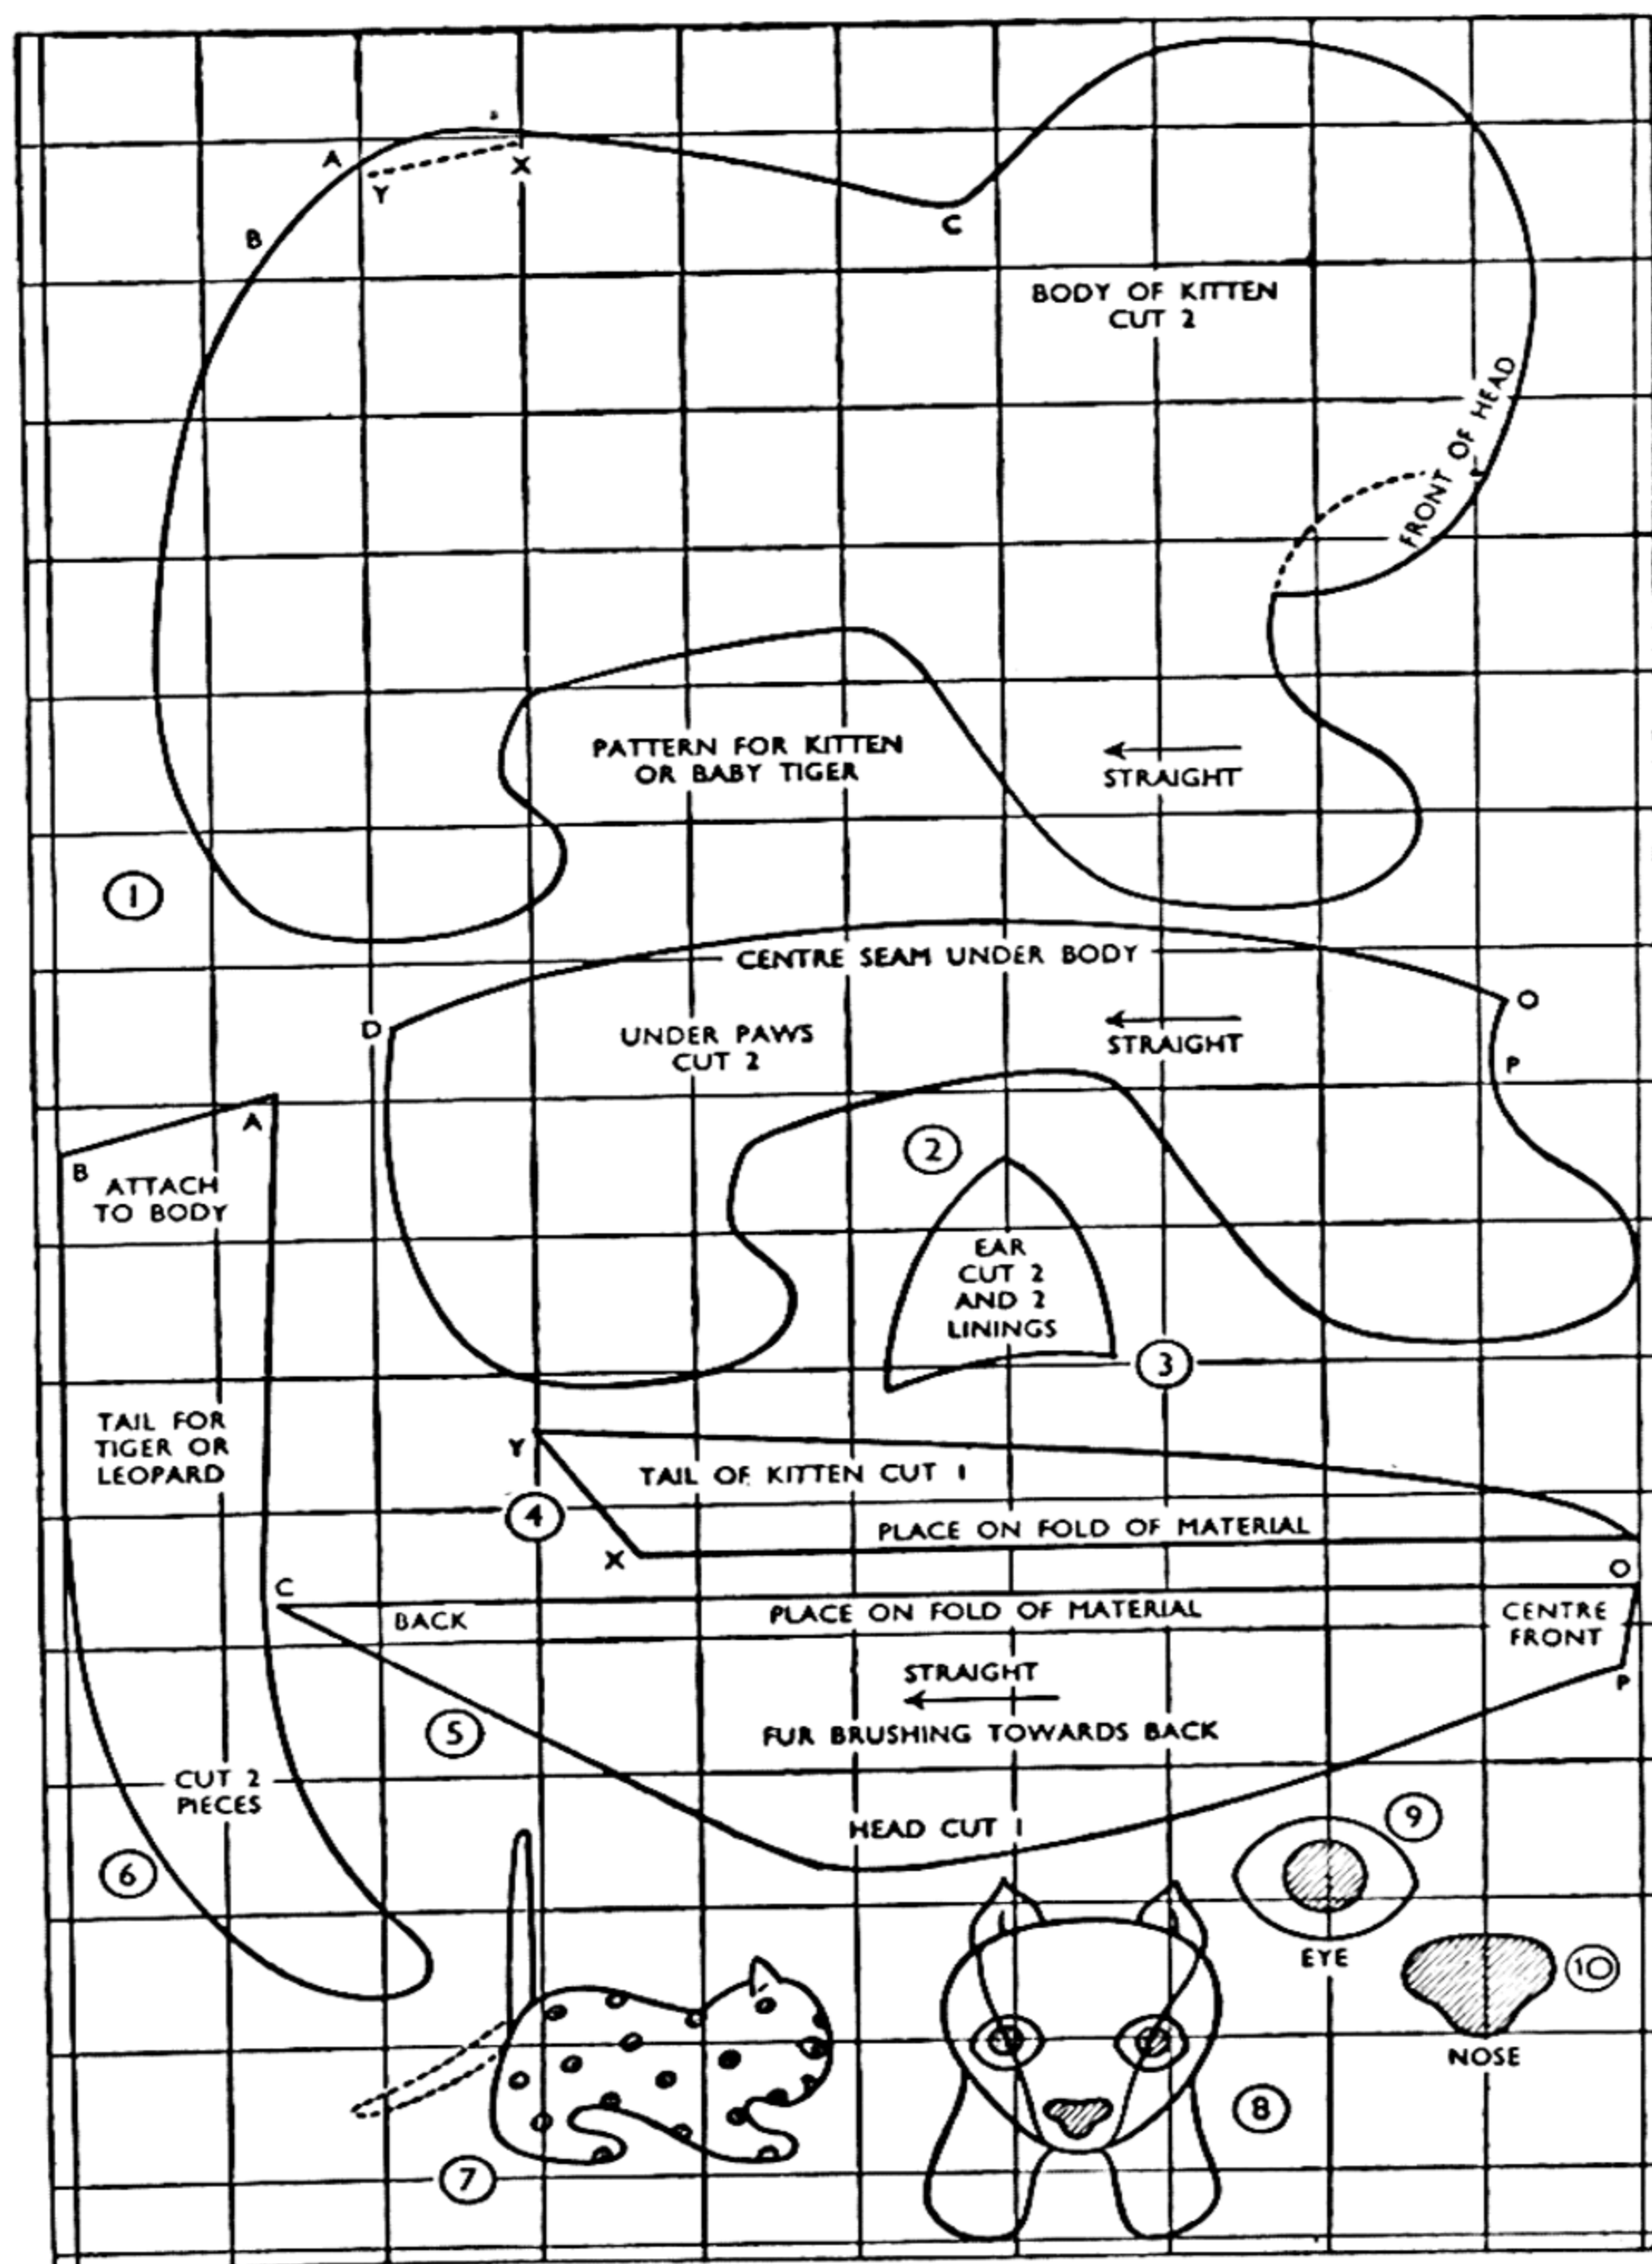 A
Y
X
B
C
BODY OF KITTEN
CUT 2
FRONT OF HEAD
PATTERN FOR KITTEN
OR BABY TIGER
STRAIGHT
1
CENTRE SEAM UNDER BODY
O
D
UNDER PAWS
CUT 2
STRAIGHT
P
A
B
ATTACH
TO BODY
2
EAR
CUT 2
AND 2
LININGS
3
TAIL FOR
TIGER OR
LEOPARD
Y
TAIL OF KITTEN CUT 1
4
PLACE ON FOLD OF MATERIAL
X
O
C
BACK
PLACE ON FOLD OF MATERIAL
CENTRE
FRONT
STRAIGHT
P
5
FUR BRUSHING TOWARDS BACK
CUT 2
PIECES
HEAD CUT 1
9
6
EYE
10
NOSE
8
7